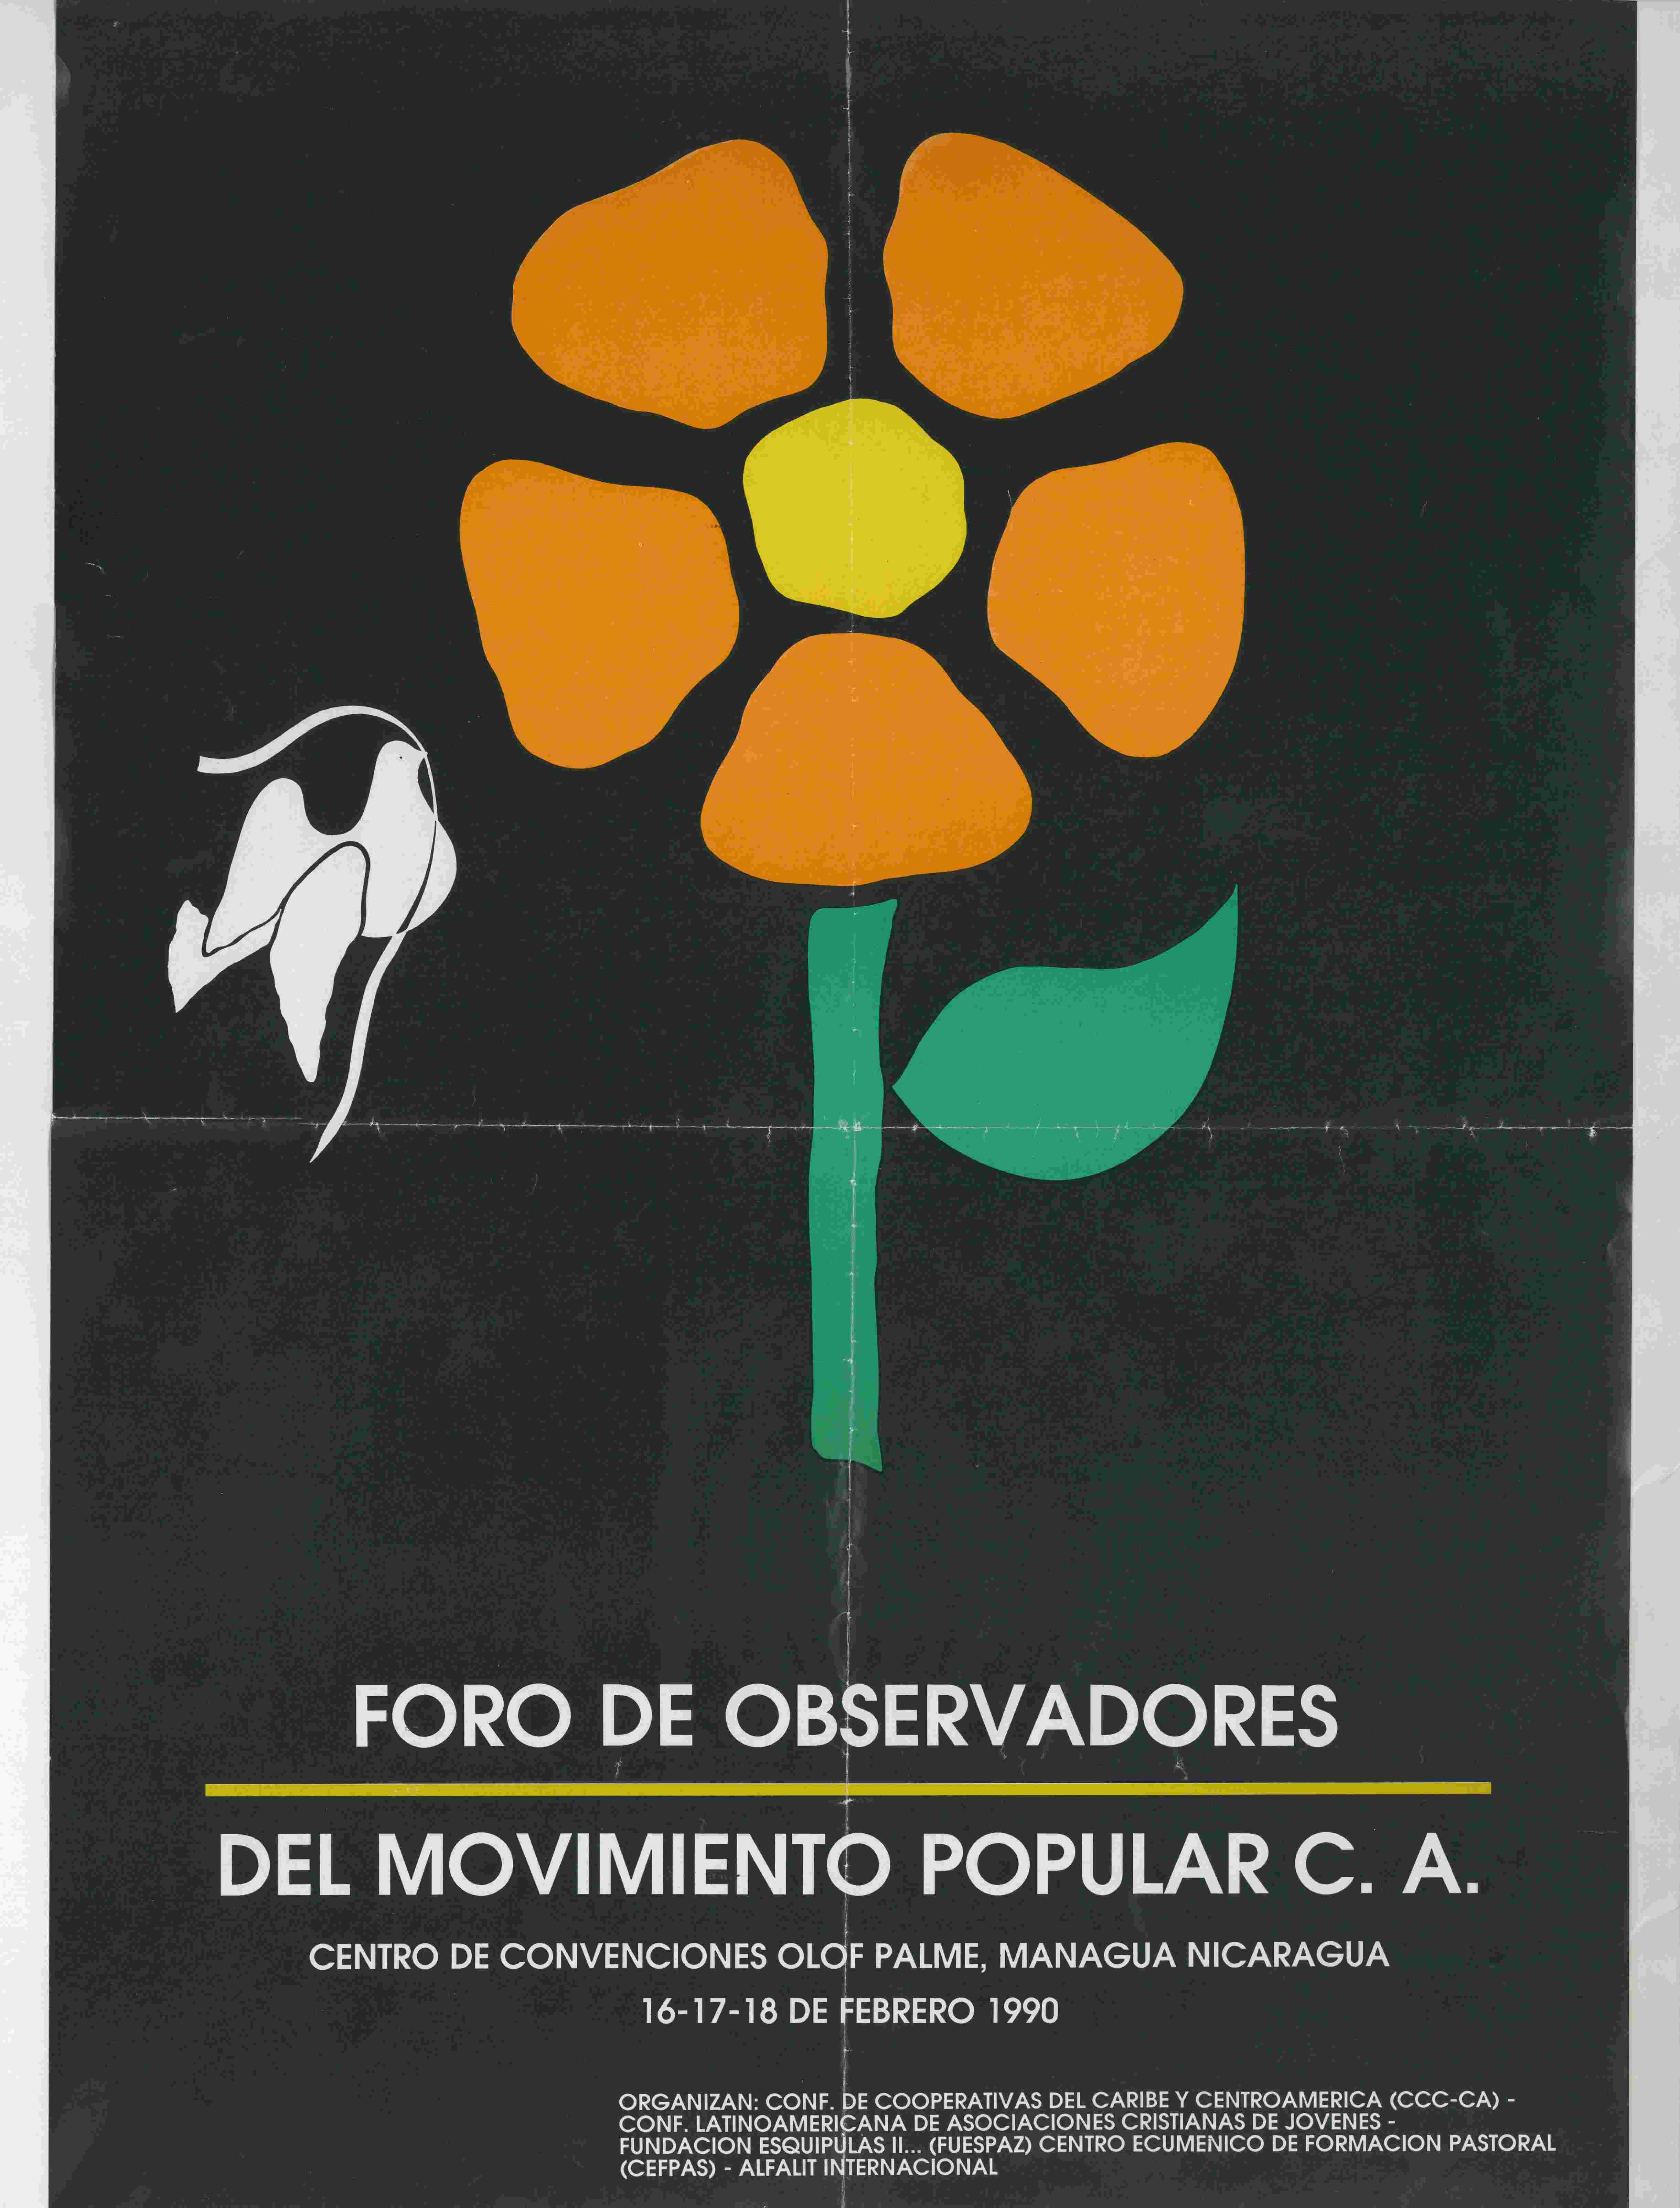 FORO DE OBSERVADORES
DEL MOVIMIENTO POPULAR C. A.
CENTRO DE CONVENCIONES OLOF PALME, MANAGUA NICARAGUA
16-17-18 DE FEBRERO 1990
ORGANIZAN: CONF. DE COOPERATIVAS DEL CARIBE Y CENTROAMERICA (CCC-CA) -
CONF. LATINOAMERICANA DE ASOCIACIONES CRISTIANAS DE JOVENES -
FUNDACION ESQUIPULAS II... (FUESPAZ) CENTRO ECUMENICO DE FORMACION PASTORAL
(CEFPAS) - ALFALIT INTERNACIONAL